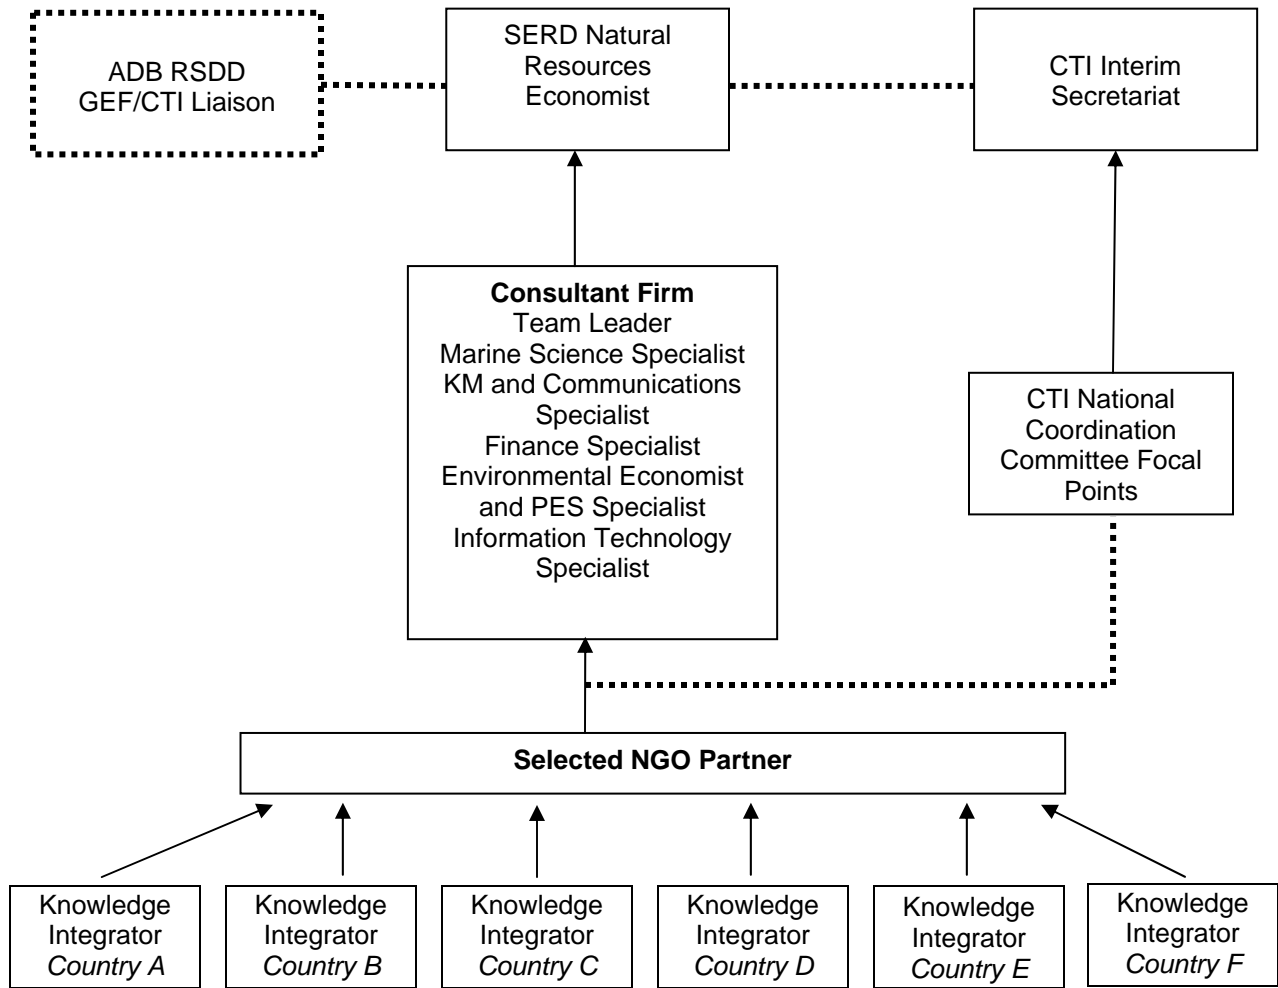 ADB RSDD
GEF/CTI Liaison
SERD Natural
Resources
Economist
CTI Interim
Secretariat
Consultant Firm
Team Leader
Marine Science Specialist
KM and Communications
Specialist
Finance Specialist
Environmental Economist
and PES Specialist
Information Technology
Specialist
CTI National
Coordination
Committee Focal
Points
Selected NGO Partner
Knowledge
Integrator
Country A
Knowledge
Integrator
Country B
Knowledge
Integrator
Country C
Knowledge
Integrator
Country D
Knowledge
Integrator
Country E
Knowledge
Integrator
Country F